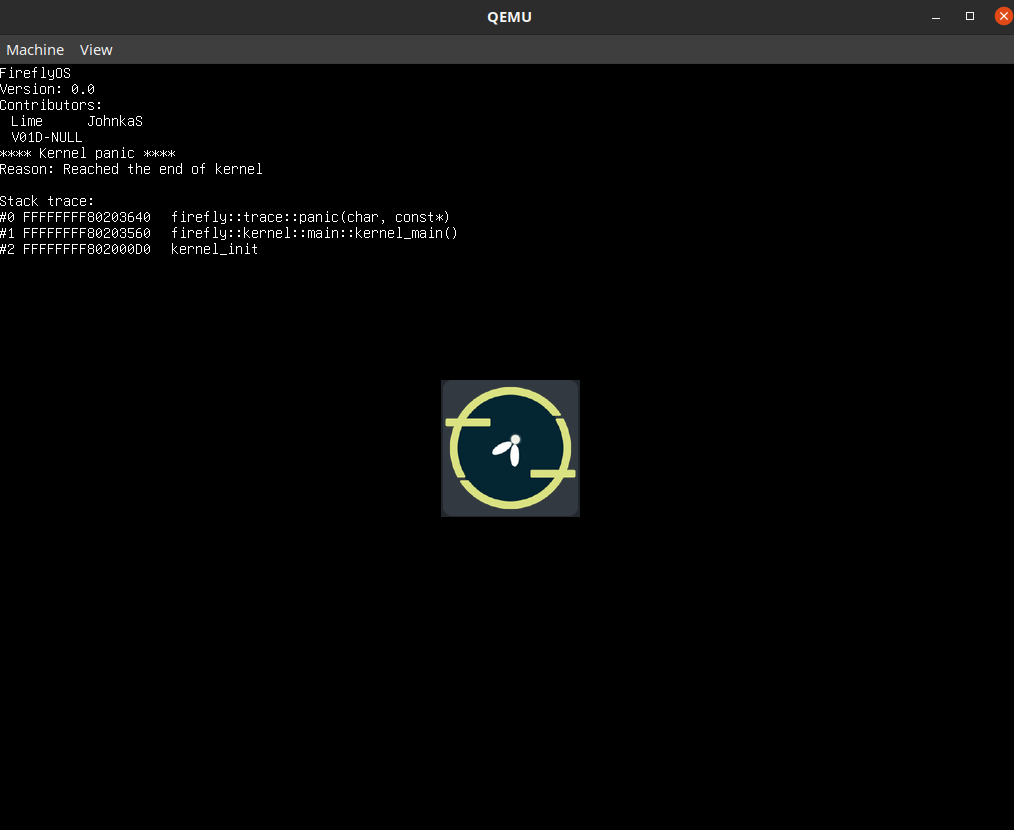 QEMU
Machine View
FireflyOS
Version: 0.0
Contributors:
Lime JohnkaS
V01D-NULL
**** Kernel panic ****
Reason: Reached the end of kernel
Stack trace:
#0 FFFFFFFF80203640 firefly::trace::panic(char, const*)
#1 FFFFFFFF80203560 firefly::kernel::main::kernel_main()
#2 FFFFFFFF802000D0 kernel_init